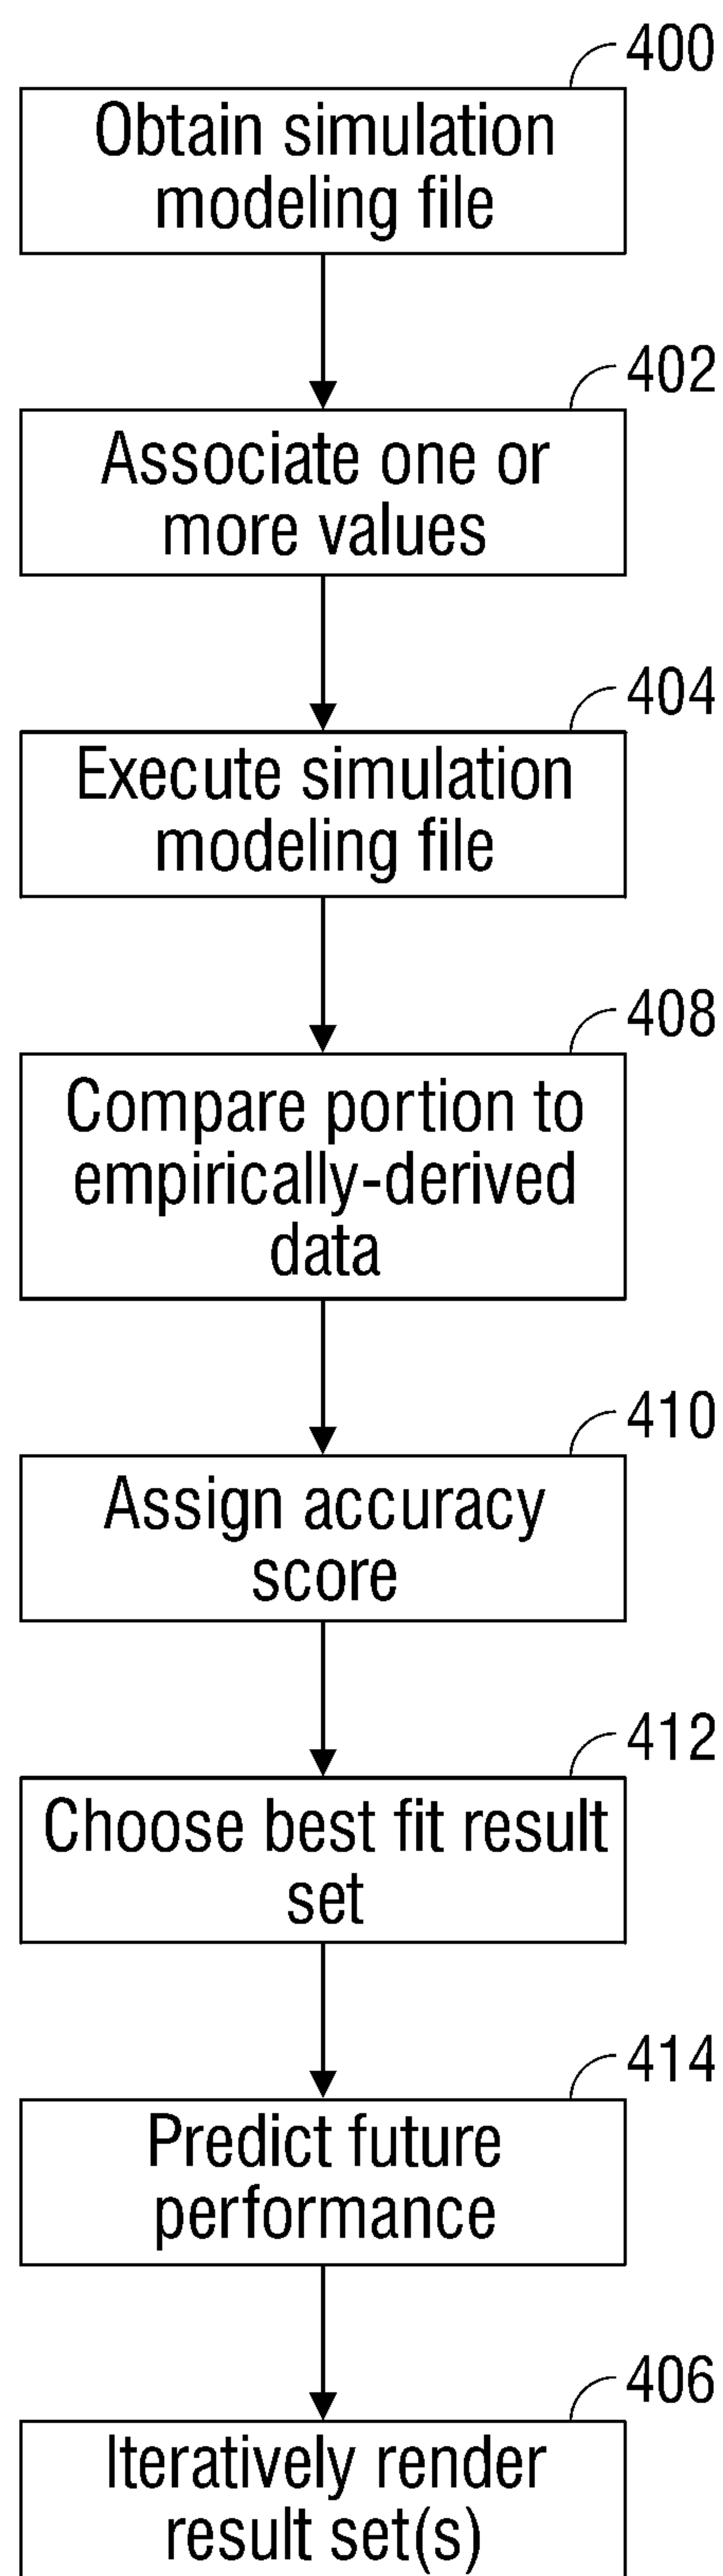 400
Obtain simulation
modeling file
402
Associate one or
more values
404
Execute simulation
modeling file
408
Compare portion to
empirically-derived
data
410
Assign accuracy
score
412
Choose best fit result
set
414
Predict future
performance
406
Iteratively render
result set(s)